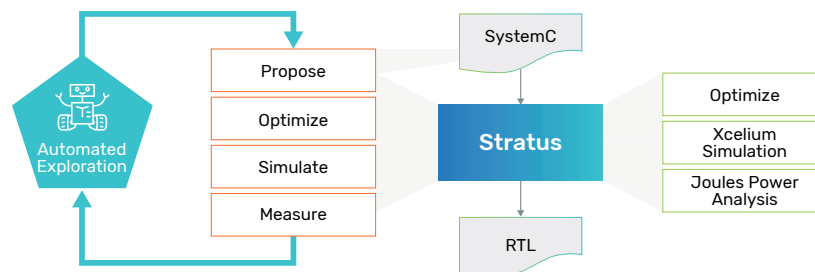 SystemC
Propose
Optimize
Simulate
Measure
Automated
Exploration
Stratus
Optimize
Xcelium
Simulation
Joules Power
Analysis
RTL